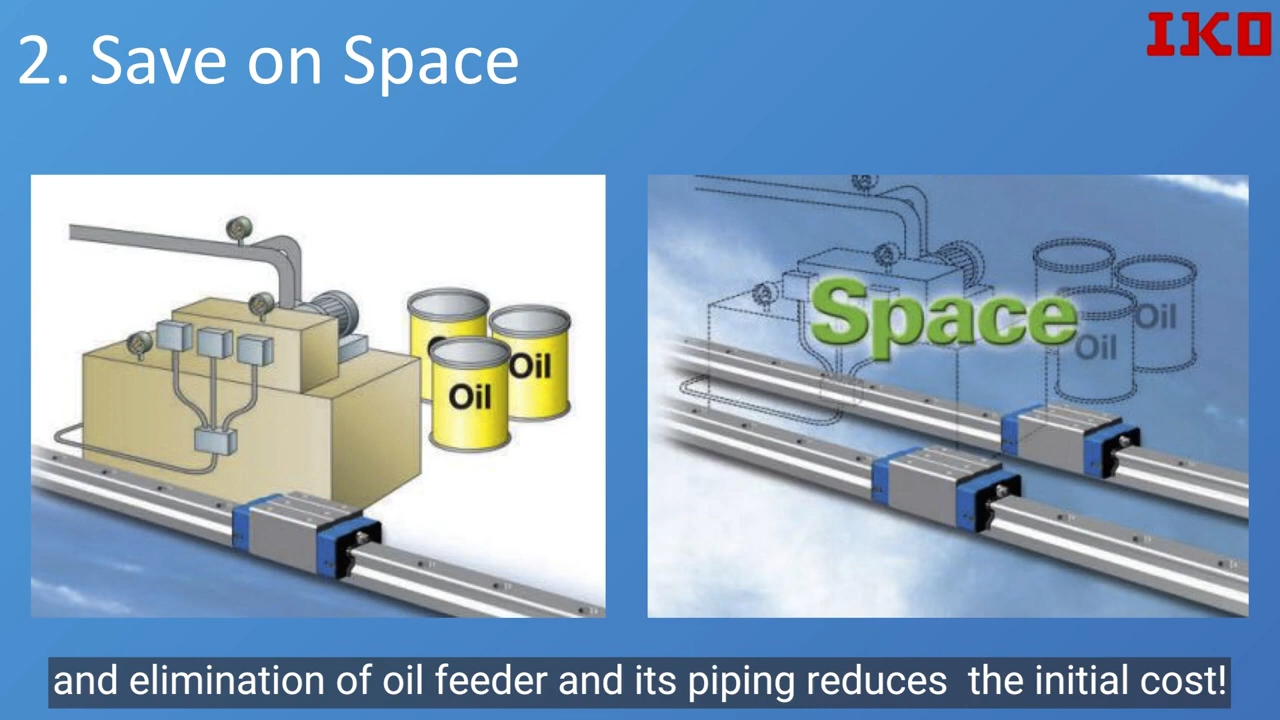 2. Save on Space
IKO
Oil
Oil
Space
Oil
Oil
and elimination of oil feeder and its piping reduces  the initial cost!